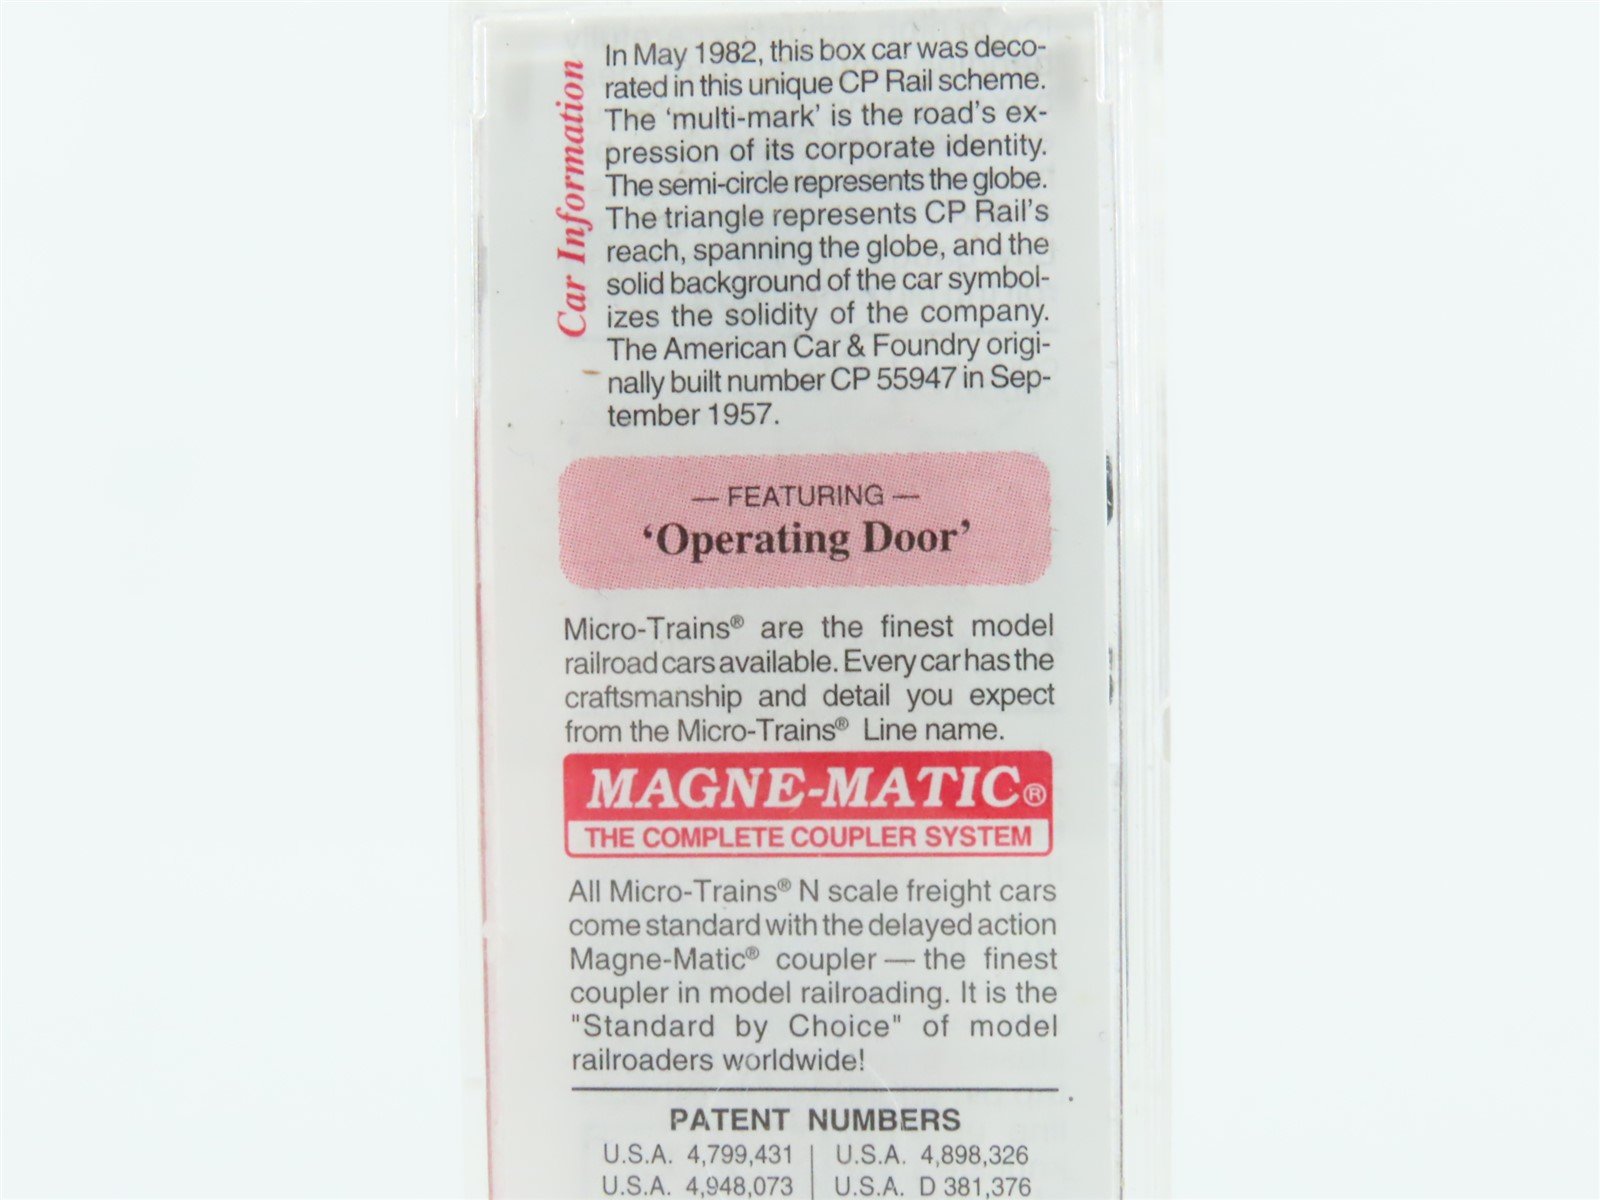 Car Information
In May 1982, this box car was deco-
rated in this unique CP Rail scheme.
The ‘multi-mark’ is the road’s ex-
pression of its corporate identity.
The semi-circle represents the globe.
The triangle represents CP Rail’s
reach, spanning the globe, and the
solid background of the car symbol-
izes the solidity of the company.
The American Car & Foundry origi-
nally built number CP 55947 in Sep-
tember 1957.
— FEATURING —
‘Operating Door’
Micro-Trains® are the finest model
railroad cars available. Every car has the
craftsmanship and detail you expect
from the Micro-Trains® Line name.
MAGNE-MATIC®
THE COMPLETE COUPLER SYSTEM
All Micro-Trains® N scale freight cars
come standard with the delayed action
Magne-Matic® coupler — the finest
coupler in model railroading. It is the
"Standard by Choice" of model
railroaders worldwide!
PATENT NUMBERS
U.S.A. 4,799,431 | U.S.A. 4,898,326
U.S.A. 4,948,073 | U.S.A. D 381,376